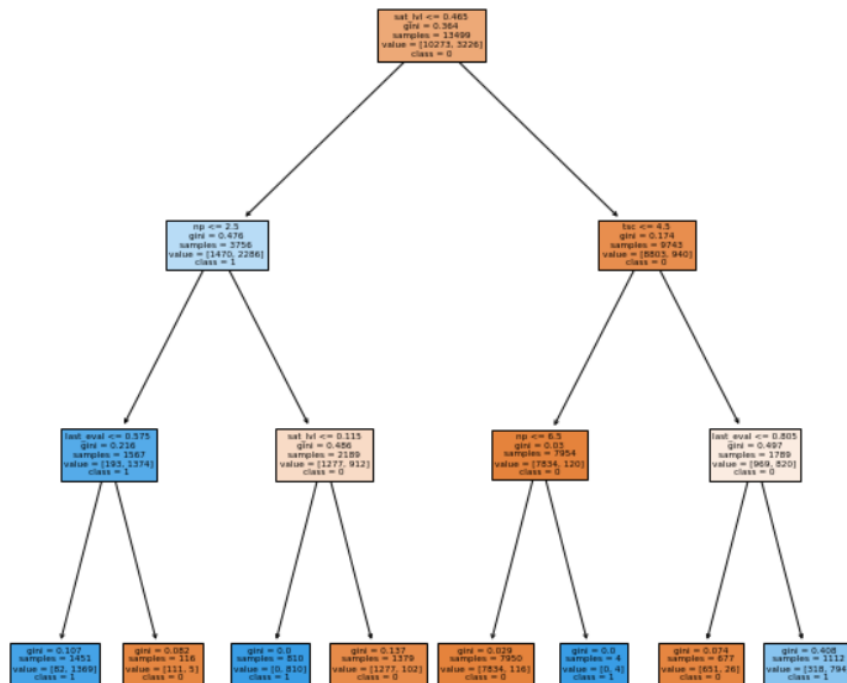 sat_lvl <= 0.465
gini = 0.364
samples = 13499
value = [10273, 3226]
class = 0
np <= 2.5
gini = 0.476
samples = 3756
value = [1470, 2286]
class = 1
tsc <= 4.5
gini = 0.174
samples = 9743
value = [8803, 940]
class = 0
last_eval <= 0.575
gini = 0.216
samples = 1567
value = [193, 1374]
class = 1
sat_lvl <= 0.115
gini = 0.486
samples = 2189
value = [1277, 912]
class = 0
np <= 6.5
gini = 0.03
samples = 7954
value = [7834, 120]
class = 0
last_eval <= 0.805
gini = 0.497
samples = 1789
value = [969, 820]
class = 0
gini = 0.107
samples = 1451
value = [82, 1369]
class = 1
gini = 0.082
samples = 116
value = [111, 5]
class = 0
gini = 0.0
samples = 810
value = [0, 810]
class = 1
gini = 0.137
samples = 1379
value = [1277, 102]
class = 0
gini = 0.029
samples = 7950
value = [7834, 116]
class = 0
gini = 0.0
samples = 4
value = [0, 4]
class = 1
gini = 0.074
samples = 677
value = [651, 26]
class = 0
gini = 0.408
samples = 1112
value = [318, 794]
class = 1